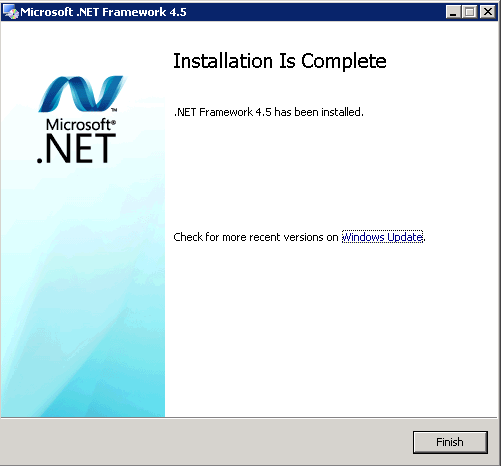 Microsoft .NET Framework 4.5
Installation Is Complete
Microsoft®
.NET
™
.NET Framework 4.5 has been installed.
Check for more recent versions on Windows Update.
Finish